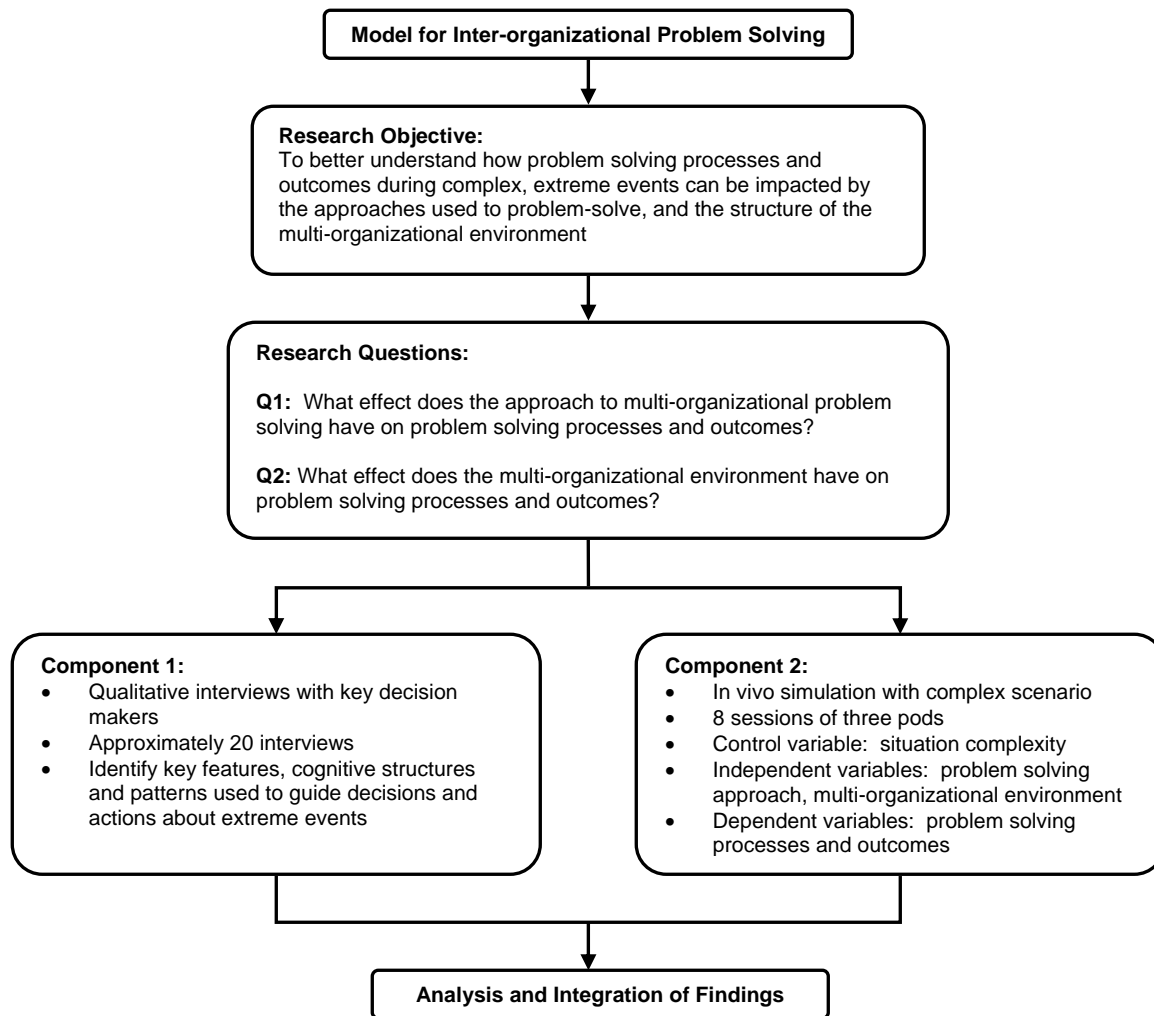 Model for Inter-organizational Problem Solving
Research Objective:
To better understand how problem solving processes and
outcomes during complex, extreme events can be impacted by
the approaches used to problem-solve, and the structure of the
multi-organizational environment
Research Questions:
Q1:  What effect does the approach to multi-organizational problem
solving have on problem solving processes and outcomes?
Q2: What effect does the multi-organizational environment have on
problem solving processes and outcomes?
Component 1:
• Qualitative interviews with key decision
makers
• Approximately 20 interviews
• Identify key features, cognitive structures
and patterns used to guide decisions and
actions about extreme events
Component 2:
• In vivo simulation with complex scenario
• 8 sessions of three pods
• Control variable:  situation complexity
• Independent variables:  problem solving
approach, multi-organizational environment
• Dependent variables:  problem solving
processes and outcomes
Analysis and Integration of Findings